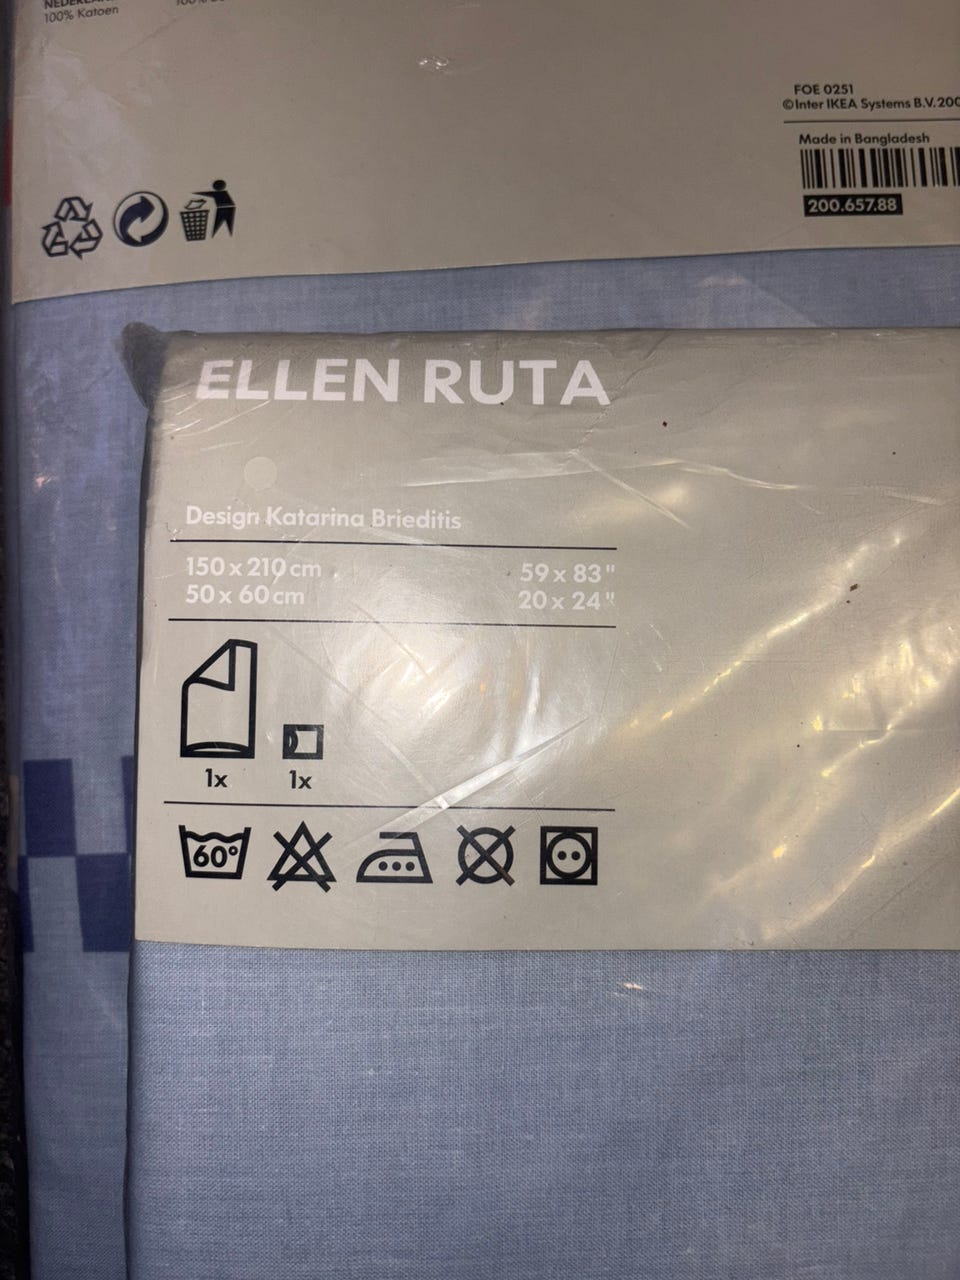 100% Katoen
FOE 0251
©Inter IKEA Systems B.V.
Made in Bangladesh
200.657.88
ELLEN RUTA
Design Katarina Brieditis
150 x 210 cm 59 x 83"
50 x 60 cm 20 x 24"
1x 1x
60°